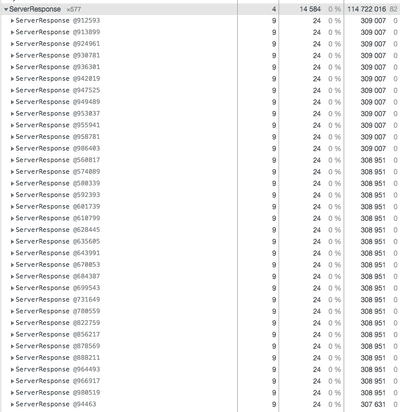 ServerResponse x577 4 14 584 0 % 114 722 016 82
ServerResponse @912593 9 24 0 % 309 007 0
ServerResponse @913899 9 24 0 % 309 007 0
ServerResponse @924961 9 24 0 % 309 007 0
ServerResponse @930781 9 24 0 % 309 007 0
ServerResponse @936301 9 24 0 % 309 007 0
ServerResponse @942019 9 24 0 % 309 007 0
ServerResponse @947525 9 24 0 % 309 007 0
ServerResponse @949489 9 24 0 % 309 007 0
ServerResponse @953037 9 24 0 % 309 007 0
ServerResponse @955941 9 24 0 % 309 007 0
ServerResponse @958781 9 24 0 % 309 007 0
ServerResponse @986403 9 24 0 % 309 007 0
ServerResponse @560817 9 24 0 % 308 951 0
ServerResponse @574089 9 24 0 % 308 951 0
ServerResponse @580339 9 24 0 % 308 951 0
ServerResponse @592393 9 24 0 % 308 951 0
ServerResponse @601739 9 24 0 % 308 951 0
ServerResponse @610799 9 24 0 % 308 951 0
ServerResponse @628445 9 24 0 % 308 951 0
ServerResponse @635605 9 24 0 % 308 951 0
ServerResponse @643991 9 24 0 % 308 951 0
ServerResponse @670053 9 24 0 % 308 951 0
ServerResponse @684387 9 24 0 % 308 951 0
ServerResponse @699543 9 24 0 % 308 951 0
ServerResponse @731649 9 24 0 % 308 951 0
ServerResponse @780559 9 24 0 % 308 951 0
ServerResponse @822759 9 24 0 % 308 951 0
ServerResponse @856217 9 24 0 % 308 951 0
ServerResponse @878569 9 24 0 % 308 951 0
ServerResponse @888211 9 24 0 % 308 951 0
ServerResponse @964493 9 24 0 % 308 951 0
ServerResponse @966917 9 24 0 % 308 951 0
ServerResponse @980519 9 24 0 % 308 951 0
ServerResponse @94463 9 24 0 % 307 631 0